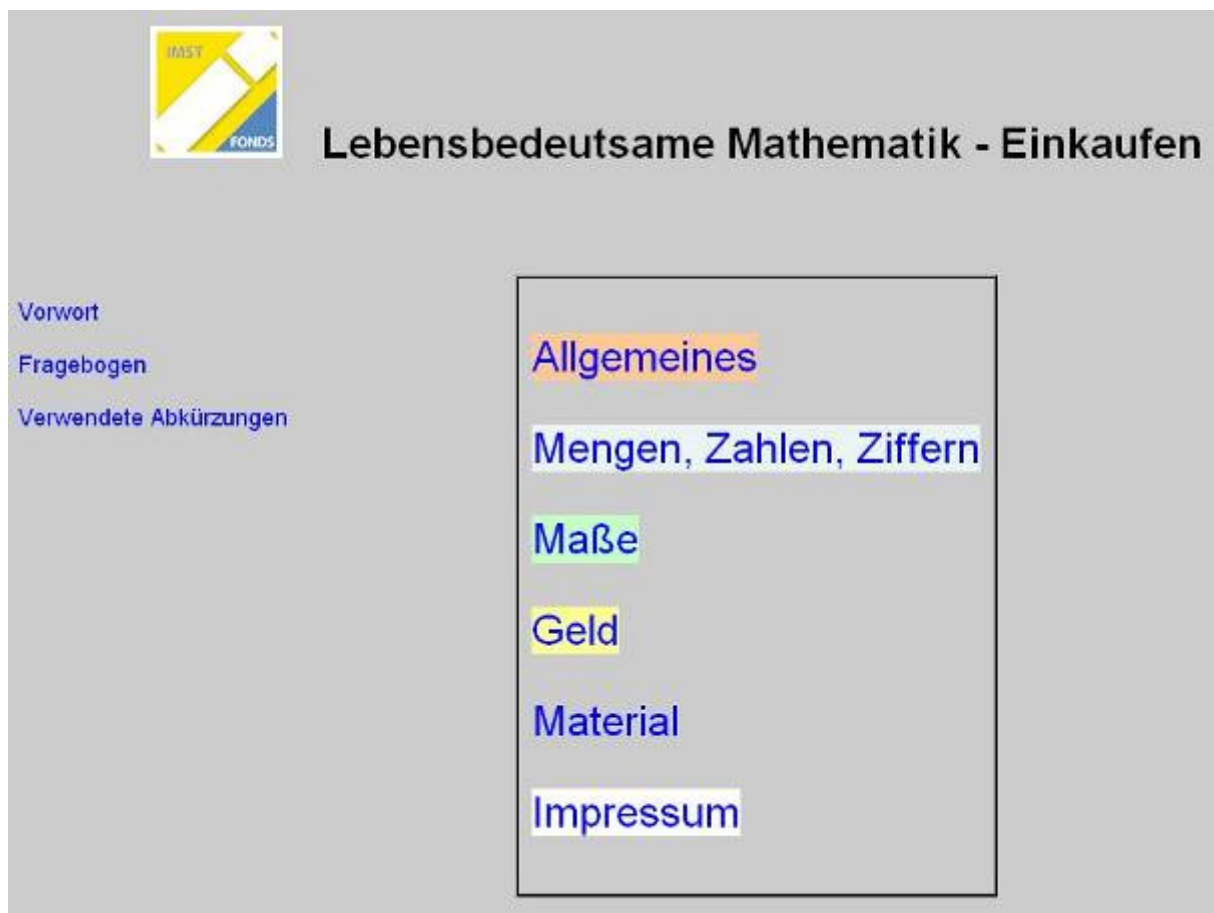 IMST
FONDS
Lebensbedeutsame Mathematik - Einkaufen
Vorwort
Fragebogen
Verwendete Abkürzungen
Allgemeines
Mengen, Zahlen, Ziffern
Maße
Geld
Material
Impressum